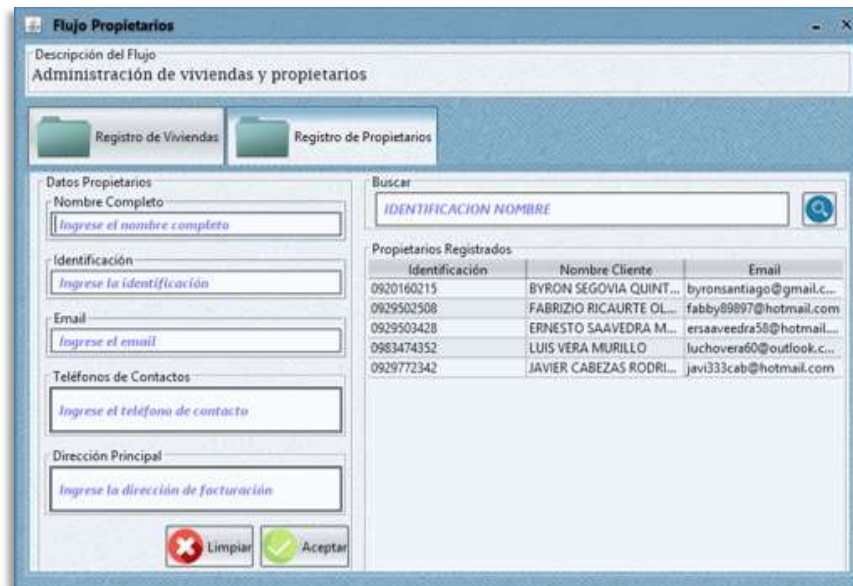 Flujo Propietarios
Descripción del Flujo
Administración de viviendas y propietarios
Registro de Viviendas
Registro de Propietarios
Datos Propietarios
Nombre Completo
Ingrese el nombre completo
Identificación
Ingrese la identificación
Email
Ingrese el email
Teléfonos de Contactos
Ingrese el teléfono de contacto
Dirección Principal
Ingrese la dirección de facturación
Limpiar
Aceptar
Buscar
IDENTIFICACION NOMBRE
Propietarios Registrados
Identificación Nombre Cliente Email
0920160215 BYRON SEGOVIA QUINT... byronsantiago@gmail.c...
0929502508 FABRIZIO RICAURTE OL... fabby89897@hotmail.com
0929503428 ERNESTO SAAVEDRA M... ersaaveedra58@hotmail....
0983474352 LUIS VERA MURILLO luchovera60@outlook.c...
0929772342 JAVIER CABEZAS RODRI... javi333cab@hotmail.com